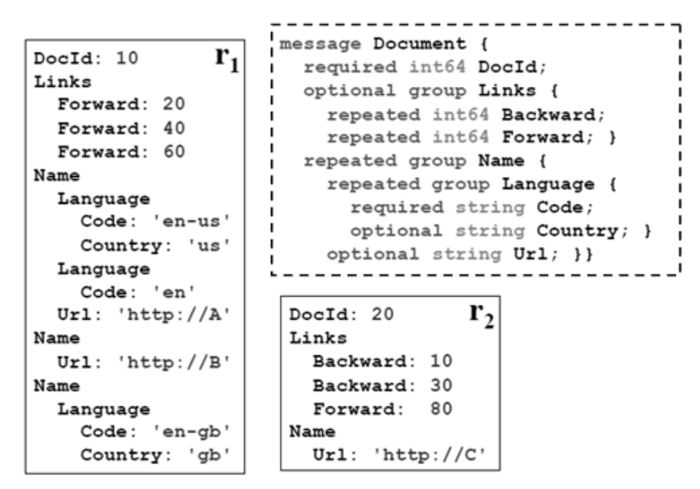 DocId: 10 r1
Links
Forward: 20
Forward: 40
Forward: 60
Name
Language
Code: 'en-us'
Country: 'us'
Language
Code: 'en'
Url: 'http://A'
Name
Url: 'http://B'
Name
Language
Code: 'en-gb'
Country: 'gb'
message Document {
required int64 DocId;
optional group Links {
repeated int64 Backward;
repeated int64 Forward; }
repeated group Name {
repeated group Language {
required string Code;
optional string Country; }
optional string Url; }}
DocId: 20 r2
Links
Backward: 10
Backward: 30
Forward: 80
Name
Url: 'http://C'